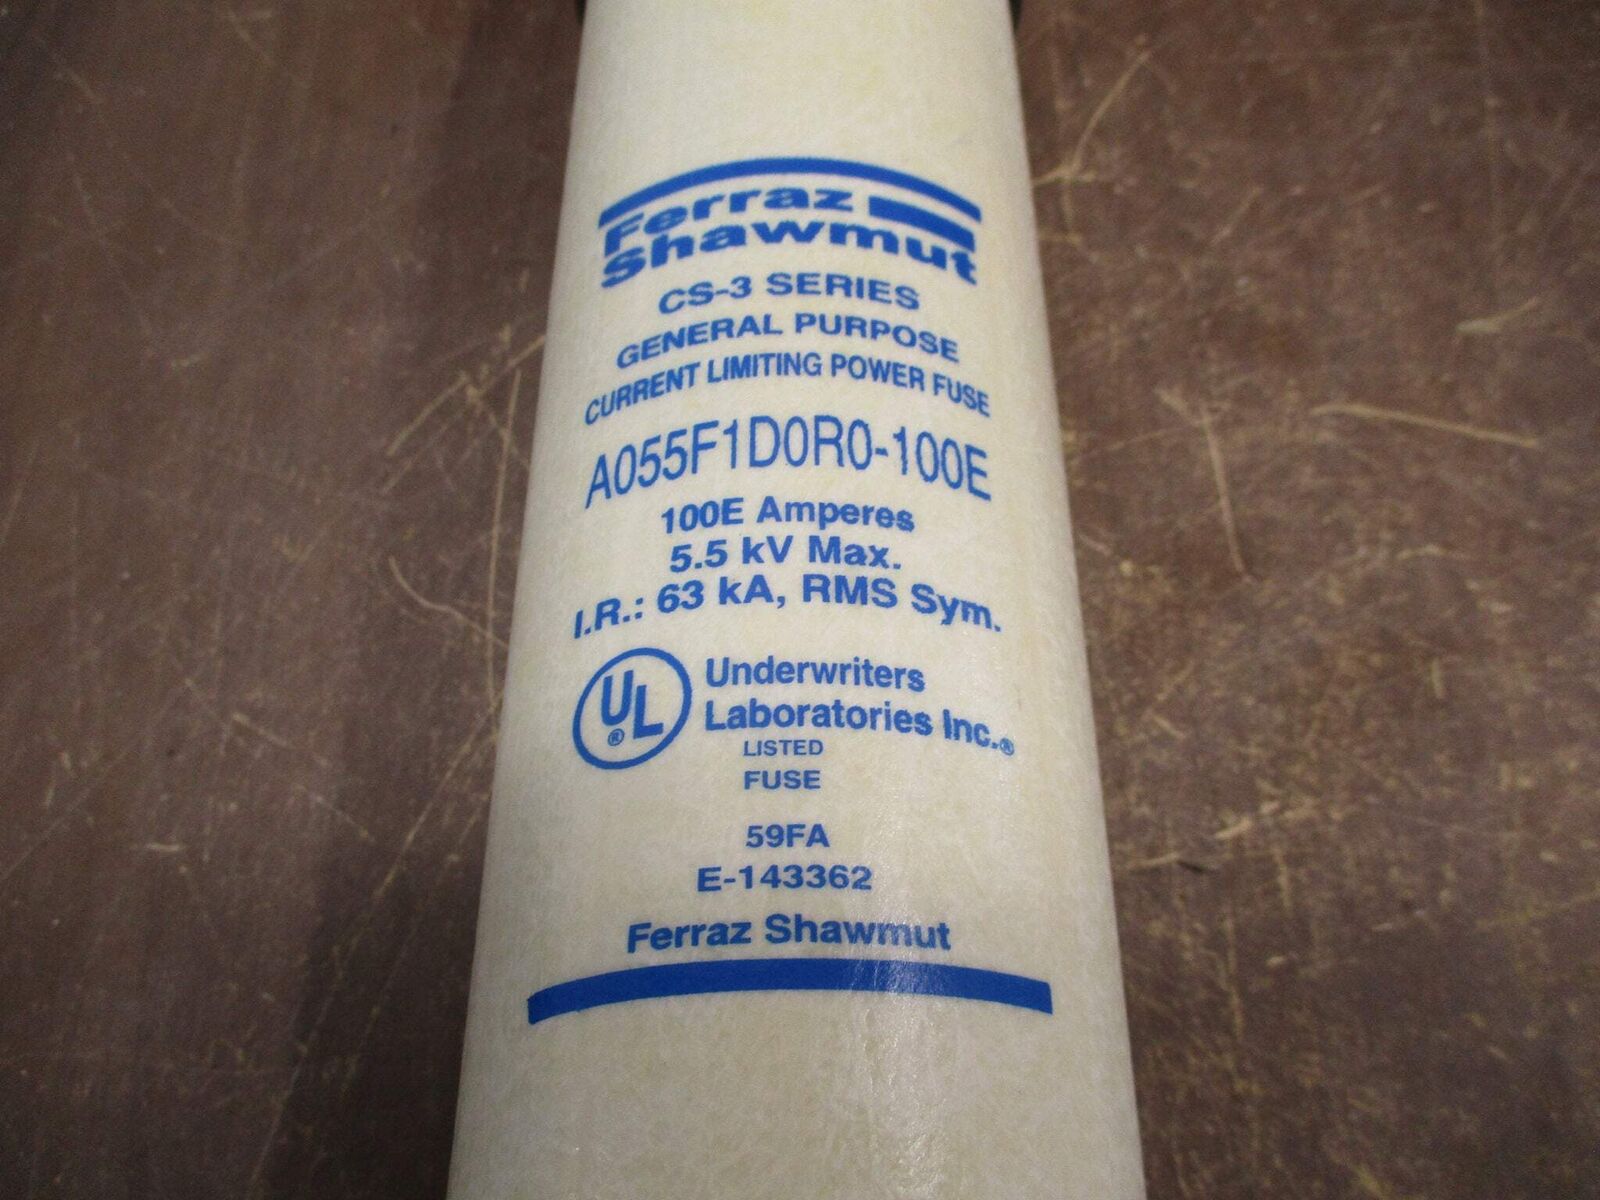 Ferraz
Shawmut
CS-3 SERIES
GENERAL PURPOSE
CURRENT LIMITING POWER FUSE
A055F1D0R0-100E
100E Amperes
5.5 kV Max.
I.R.: 63 kA, RMS Sym.
UL ® Underwriters
Laboratories Inc.®
LISTED
FUSE
59FA
E-143362
Ferraz Shawmut